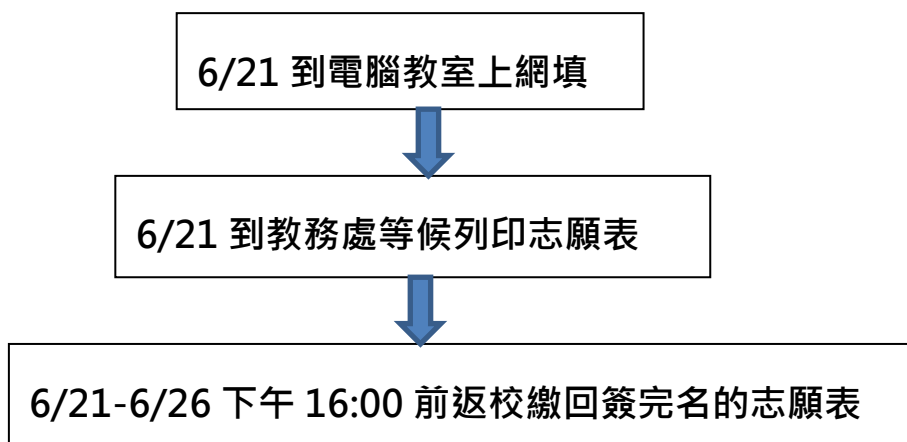 6/21 到電腦教室上網填
6/21 到教務處等候列印志願表
6/21-6/26 下午 16:00 前返校繳回簽完名的志願表